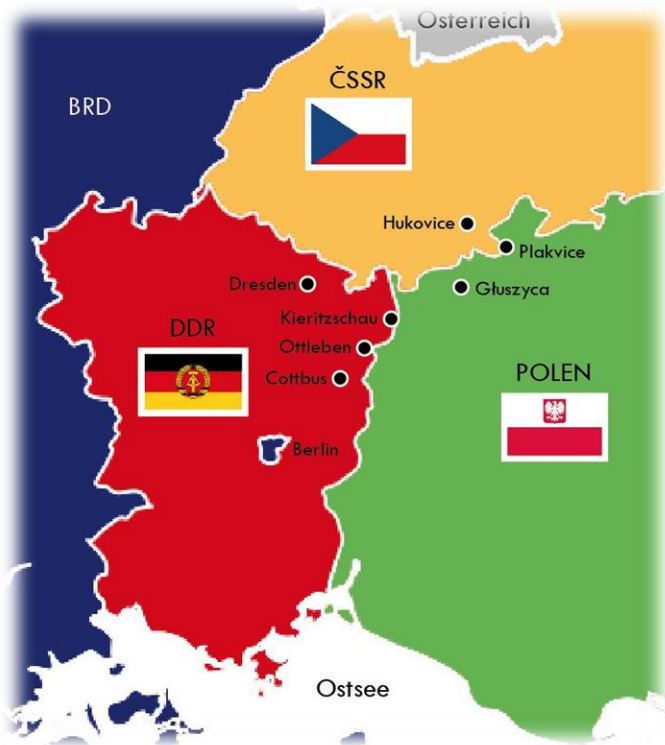 Österreich
ČSSR
BRD
Hukovice
Plakvice
Dresden
Głuszyca
Kieritzschau
DDR
Ottleben
Cottbus
POLEN
Berlin
Ostsee